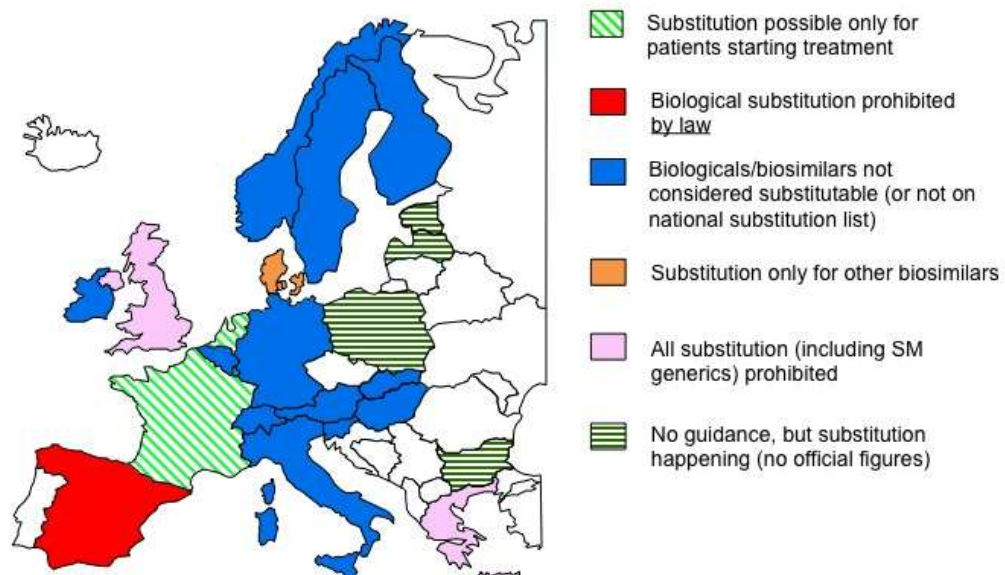 Substitution possible only for
patients starting treatment
Biological substitution prohibited
by law
Biologicals/biosimilars not
considered substitutable (or not on
national substitution list)
Substitution only for other biosimilars
All substitution (including SM
generics) prohibited
No guidance, but substitution
happening (no official figures)